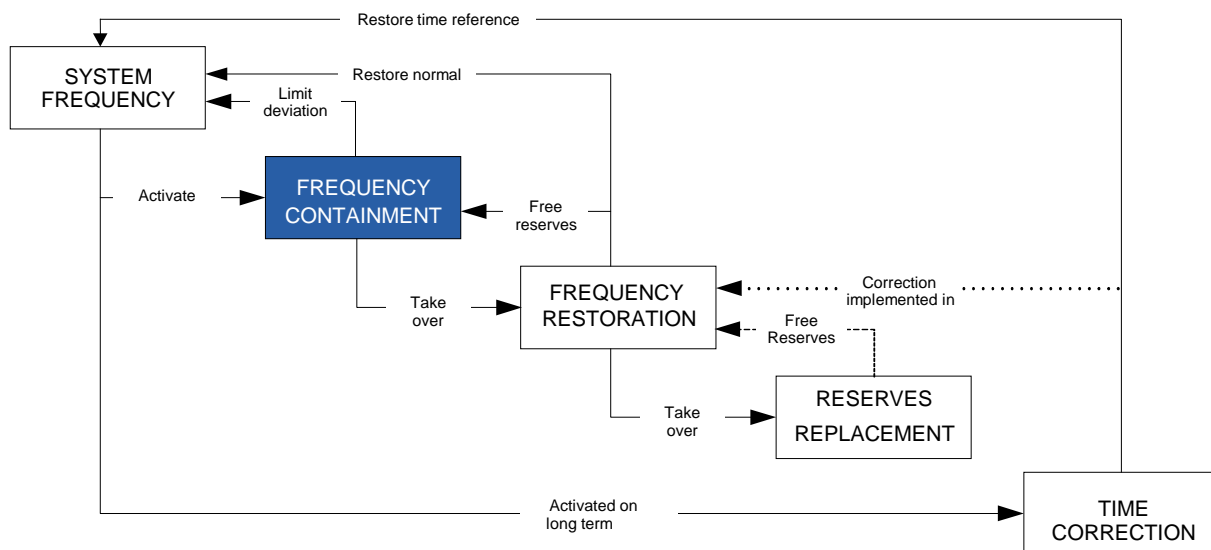 Restore time reference
SYSTEM
FREQUENCY
Restore normal
Limit
deviation
Activate
FREQUENCY
CONTAINMENT
Free
reserves
Take
over
FREQUENCY
RESTORATION
Correction
implemented in
Free
Reserves
Take
over
RESERVES
REPLACEMENT
Activated on
long term
TIME
CORRECTION